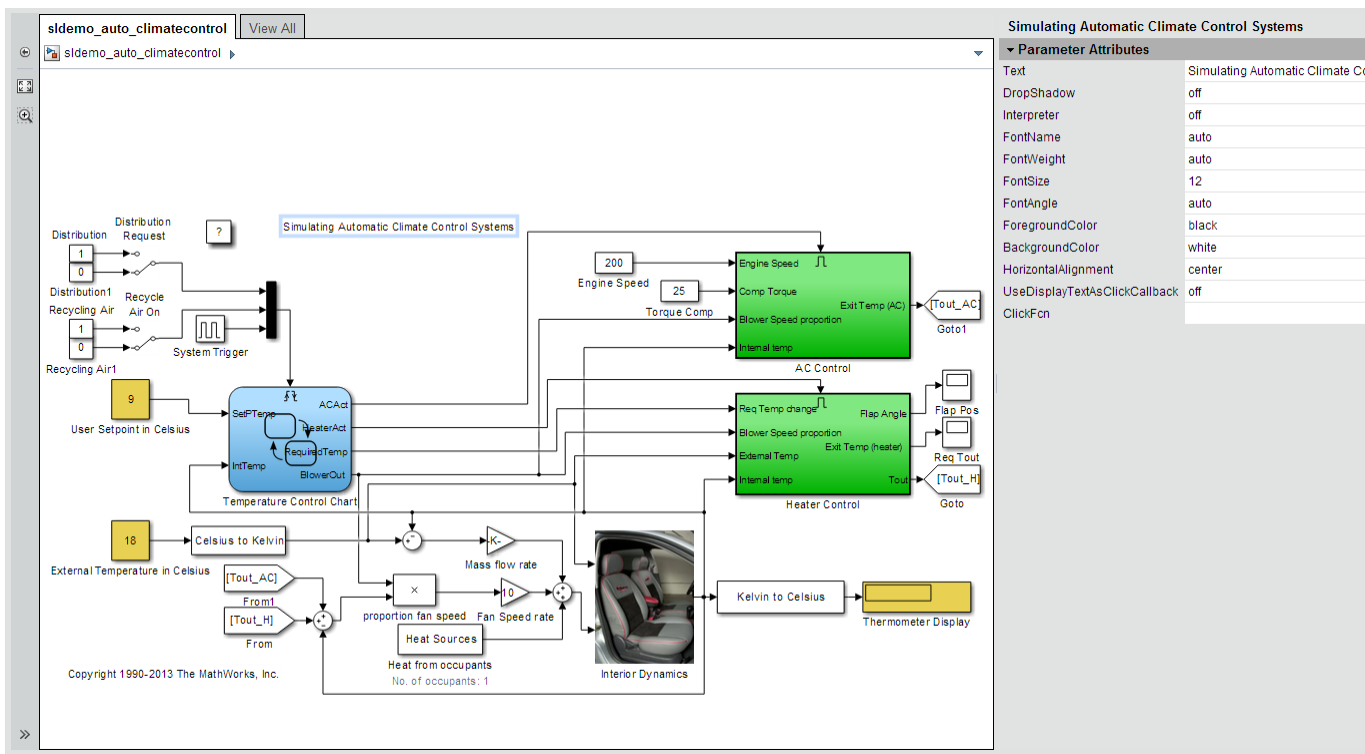 sldemo_auto_climatecontrol
View All
sldemo_auto_climatecontrol
Simulating Automatic Climate Control Systems
Parameter Attributes
Text Simulating Automatic Climate Co
DropShadow off
Interpreter off
FontName auto
FontWeight auto
FontSize 12
FontAngle auto
ForegroundColor black
BackgroundColor white
HorizontalAlignment center
UseDisplayTextAsClickCallback off
ClickFcn
Distribution
Distribution
Request
?
Simulating Automatic Climate Control Systems
1
0
Distribution1
Recycling Air
Recycle
Air On
1
0
Recycling Air1
System Trigger
200
Engine Speed
25
Torque Comp
Engine Speed
Comp Torque
Exit Temp (AC)
Blower Speed proportion
Internal temp
AC Control
[Tout_AC]
Goto1
9
User Setpoint in Celsius
SetPTemp
IntTemp
ACAct
HeaterAct
RequiredTemp
BlowerOut
Temperature Control Chart
Req Temp change
Flap Angle
Blower Speed proportion
Exit Temp (heater)
External Temp
Internal temp
Tout
Heater Control
Flap Pos
Req Tout
[Tout_H]
Goto
18
External Temperature in Celsius
Celsius to Kelvin
-K-
Mass flow rate
[Tout_AC]
From1
[Tout_H]
From
×
proportion fan speed
10
Fan Speed rate
Heat Sources
Heat from occupants
No. of occupants: 1
Interior Dynamics
Kelvin to Celsius
Thermometer Display
Copyright 1990-2013 The MathWorks, Inc.